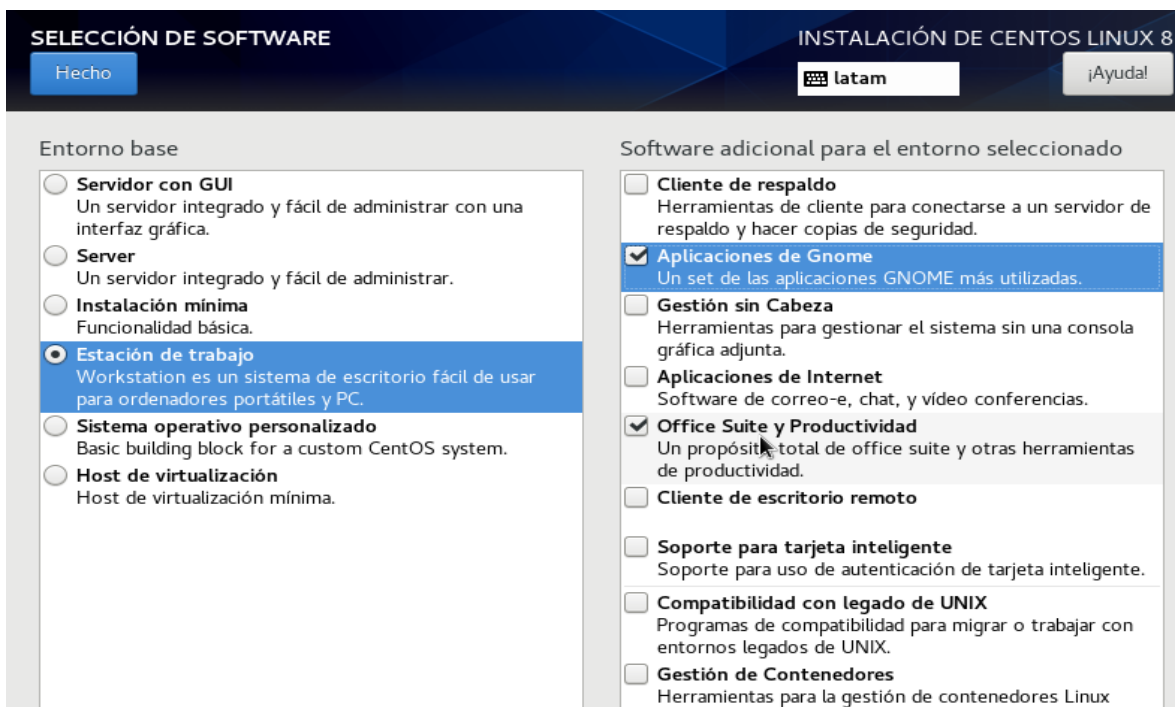 SELECCIÓN DE SOFTWARE
Hecho
INSTALACIÓN DE CENTOS LINUX 8
latam
¡Ayuda!
Entorno base
Servidor con GUI
Un servidor integrado y fácil de administrar con una
interfaz gráfica.
Server
Un servidor integrado y fácil de administrar.
Instalación mínima
Funcionalidad básica.
Estación de trabajo
Workstation es un sistema de escritorio fácil de usar
para ordenadores portátiles y PC.
Sistema operativo personalizado
Basic building block for a custom CentOS system.
Host de virtualización
Host de virtualización mínima.
Software adicional para el entorno seleccionado
Cliente de respaldo
Herramientas de cliente para conectarse a un servidor de
respaldo y hacer copias de seguridad.
Aplicaciones de Gnome
Un set de las aplicaciones GNOME más utilizadas.
Gestión sin Cabeza
Herramientas para gestionar el sistema sin una consola
gráfica adjunta.
Aplicaciones de Internet
Software de correo-e, chat, y vídeo conferencias.
Office Suite y Productividad
Un propósito total de office suite y otras herramientas
de productividad.
Cliente de escritorio remoto
Soporte para tarjeta inteligente
Soporte para uso de autenticación de tarjeta inteligente.
Compatibilidad con legado de UNIX
Programas de compatibilidad para migrar o trabajar con
entornos legados de UNIX.
Gestión de Contenedores
Herramientas para la gestión de contenedores Linux